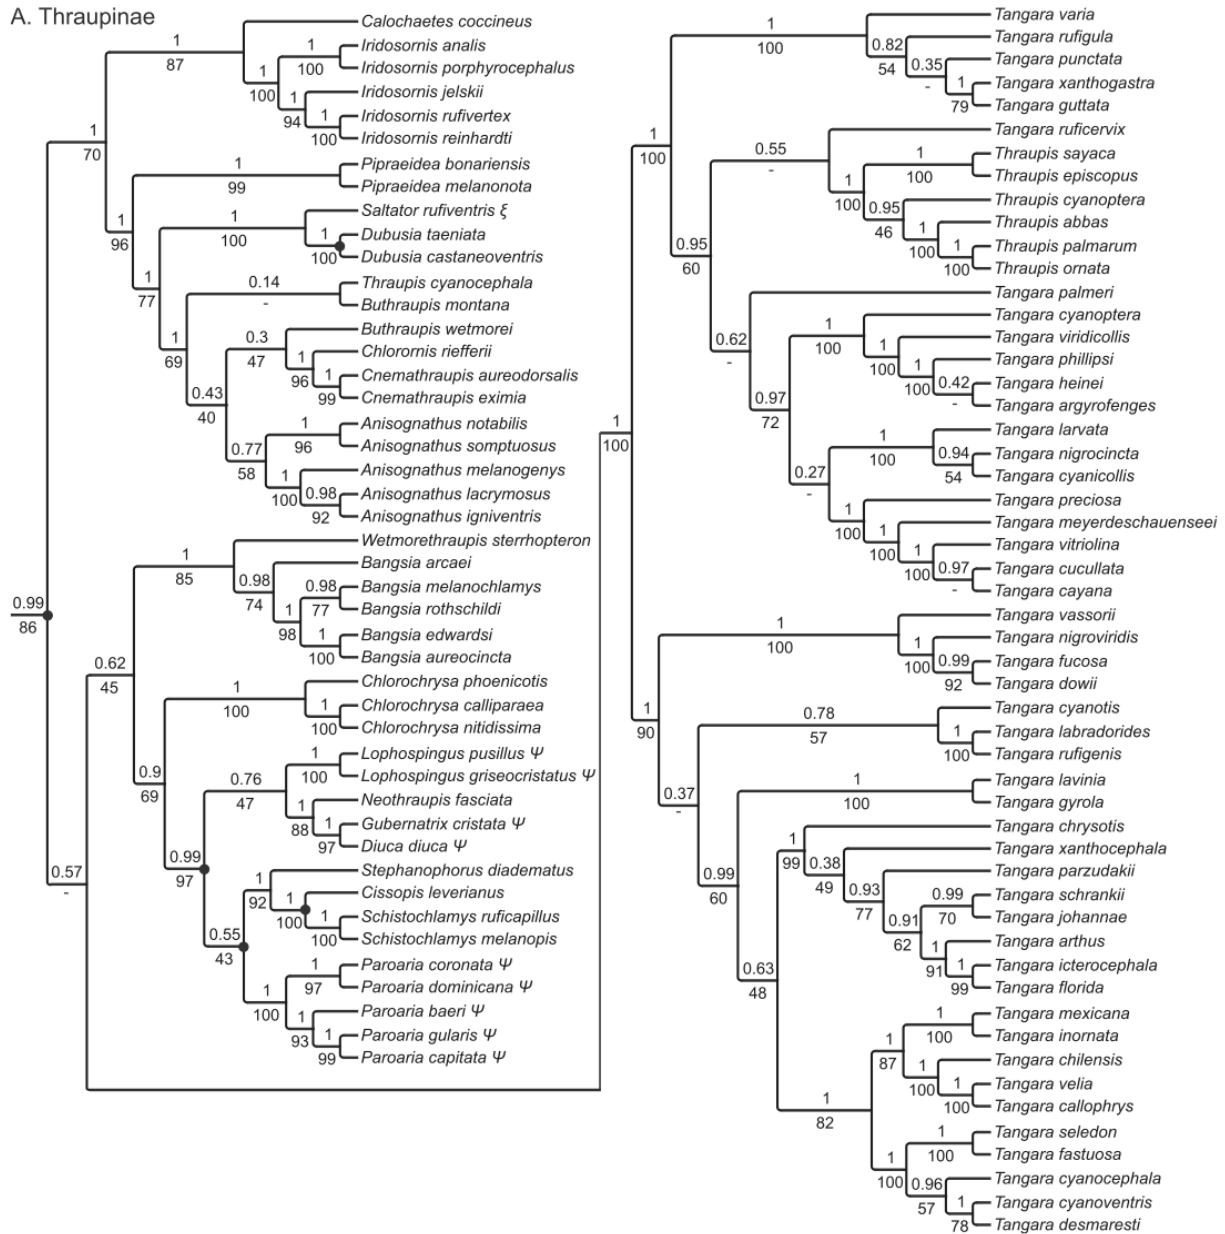 A. Thraupinae
Calochaetes coccineus
1
87
Iridosornis analis
1
100
Iridosornis porphyrocephalus
1
100
Iridosornis jelskii
1
94
Iridosornis rufivertex
1
100
Iridosornis reinhardti
1
70
Pipraeidea bonariensis
1
99
Pipraeidea melanonota
1
96
Saltator rufiventris ξ
1
100
Dubusia taeniata
1
100
Dubusia castaneoventris
1
77
Thraupis cyanocephala
0.14
-
Buthraupis montana
1
69
Buthraupis wetmorei
0.3
47
Chlorornis riefferii
1
96
Cnemathraupis aureodorsalis
1
99
Cnemathraupis eximia
0.43
40
Anisognathus notabilis
1
96
Anisognathus somptuosus
0.77
58
Anisognathus melanogenys
1
100
Anisognathus lacrymosus
0.98
92
Anisognathus igniventris
Wetmorethraupis sterrhopteron
1
85
Bangsia arcaei
0.98
74
Bangsia melanochlamys
0.98
77
Bangsia rothschildi
1
98
Bangsia edwardsi
1
100
Bangsia aureocincta
0.99
86
0.62
45
Chlorochrysa phoenicotis
1
100
Chlorochrysa calliparaea
1
100
Chlorochrysa nitidissima
0.9
69
Lophospingus pusillus Ψ
1
100
Lophospingus griseocristatus Ψ
0.76
47
Neothraupis fasciata
1
88
Gubernatrix cristata Ψ
1
97
Diuca diuca Ψ
0.99
97
0.57
-
Stephanophorus diadematus
1
92
Cissopis leverianus
1
100
Schistochlamys ruficapillus
1
100
Schistochlamys melanopis
0.55
43
Paroaria coronata Ψ
1
97
Paroaria dominicana Ψ
1
100
Paroaria baeri Ψ
1
93
Paroaria gularis Ψ
1
99
Paroaria capitata Ψ
1
100
Tangara varia
1
100
Tangara rufigula
0.82
54
Tangara punctata
0.35
-
Tangara xanthogastra
1
79
Tangara guttata
1
100
Tangara ruficervix
0.55
-
Thraupis sayaca
1
100
Thraupis episcopus
1
100
Thraupis cyanoptera
0.95
46
Thraupis abbas
1
100
Thraupis palmarum
1
100
Thraupis ornata
0.95
60
Tangara palmeri
0.62
-
Tangara cyanoptera
1
100
Tangara viridicollis
1
100
Tangara phillipsi
1
100
Tangara heinei
0.42
-
Tangara argyrofenges
0.97
72
Tangara larvata
1
100
Tangara nigrocincta
0.94
54
Tangara cyanicollis
0.27
-
Tangara preciosa
1
100
Tangara meyerdeschauenseei
1
100
Tangara vitriolina
1
100
Tangara cucullata
0.97
-
Tangara cayana
Tangara vassorii
1
100
Tangara nigroviridis
1
100
Tangara fucosa
0.99
92
Tangara dowii
1
90
Tangara cyanotis
0.78
57
Tangara labradorides
1
100
Tangara rufigenis
0.37
-
Tangara lavinia
1
100
Tangara gyrola
0.99
60
Tangara chrysotis
1
99
Tangara xanthocephala
0.38
49
Tangara parzudakii
0.93
77
Tangara schrankii
0.99
70
Tangara johannae
0.91
62
Tangara arthus
1
91
Tangara icterocephala
1
99
Tangara florida
0.63
48
Tangara mexicana
1
100
Tangara inornata
1
87
Tangara chilensis
1
100
Tangara velia
1
100
Tangara callophrys
1
82
Tangara seledon
1
100
Tangara fastuosa
1
100
Tangara cyanocephala
0.96
57
Tangara cyanoventris
1
78
Tangara desmaresti